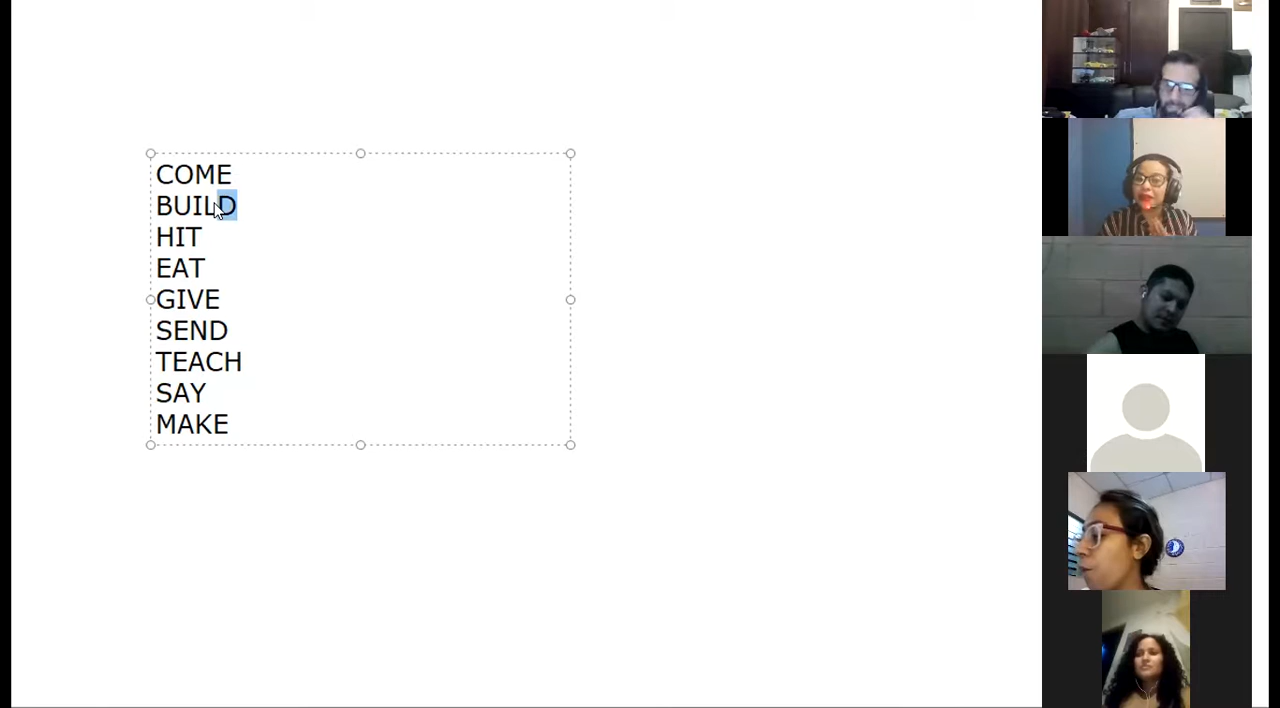 COME
BUILD
HIT
EAT
GIVE
SEND
TEACH
SAY
MAKE